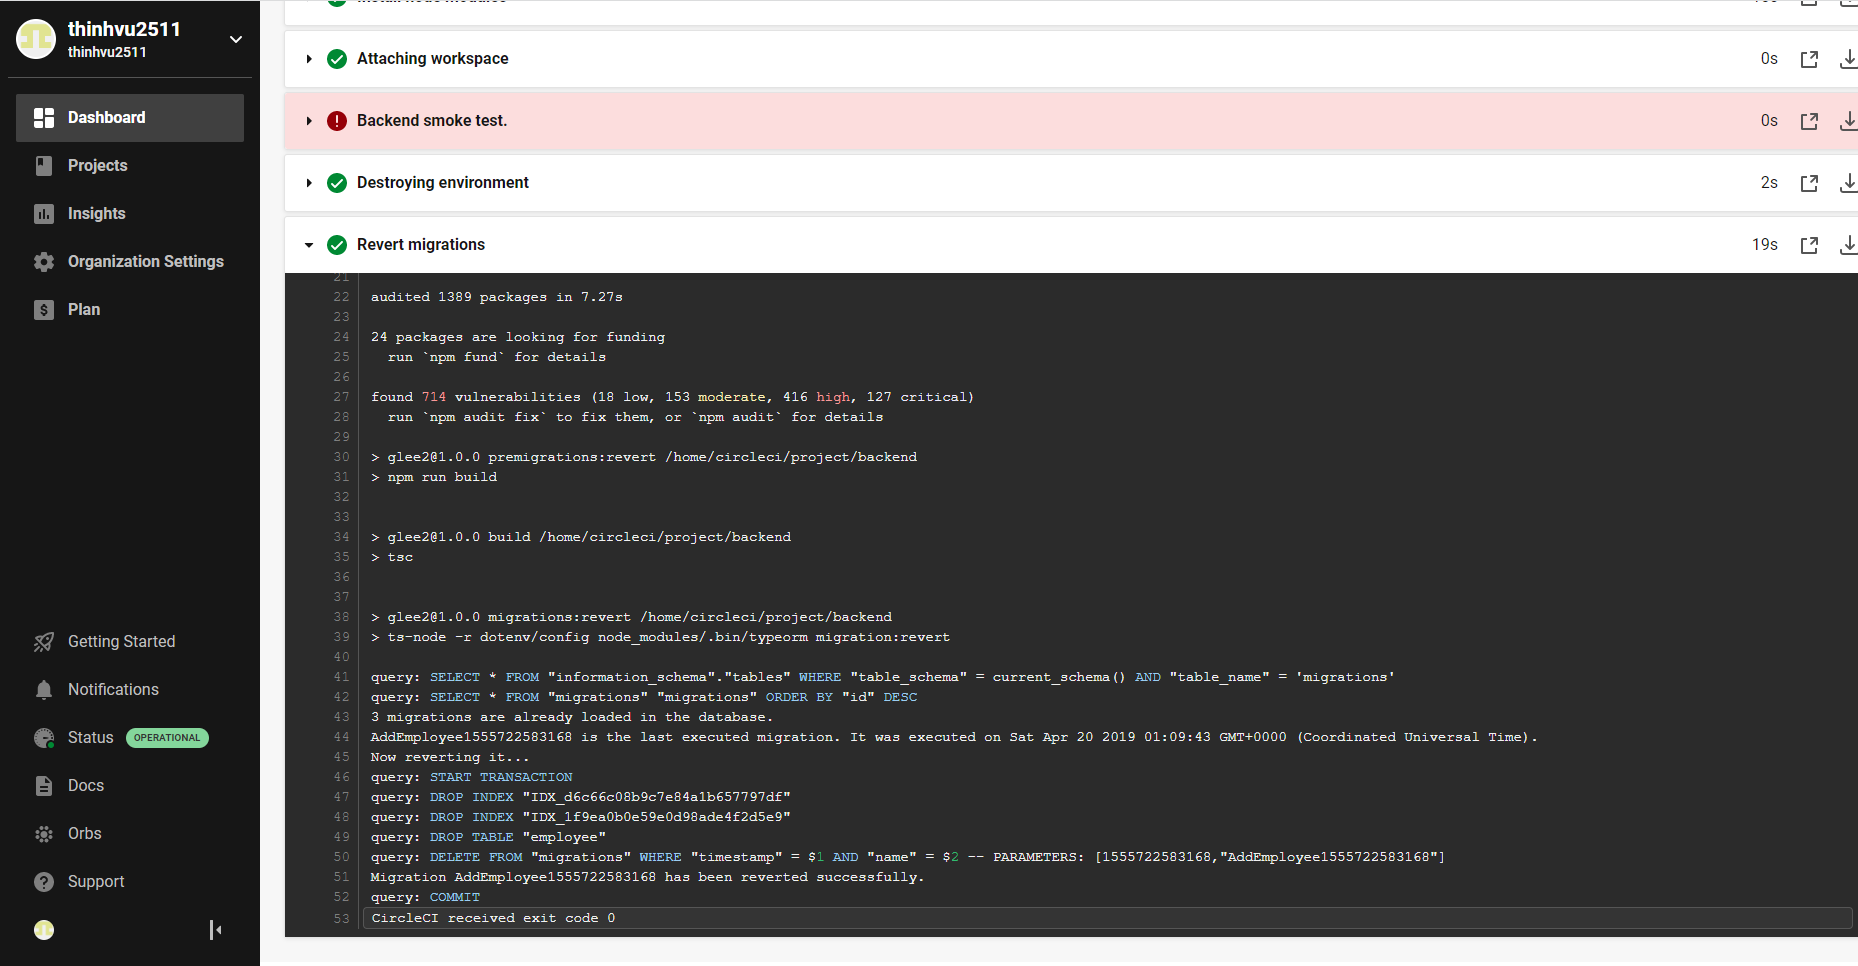 thinhvu2511
thinhvu2511
Dashboard
Projects
Insights
Organization Settings
Plan
Getting Started
Notifications
Status OPERATIONAL
Docs
Orbs
Support
Install node modules
Attaching workspace 0s
Backend smoke test. 0s
Destroying environment 2s
Revert migrations 19s
21
22 audited 1389 packages in 7.27s
23
24 24 packages are looking for funding
25 run `npm fund` for details
26
27 found 714 vulnerabilities (18 low, 153 moderate, 416 high, 127 critical)
28 run `npm audit fix` to fix them, or `npm audit` for details
29
30 > glee2@1.0.0 premigrations:revert /home/circleci/project/backend
31 > npm run build
32
33
34 > glee2@1.0.0 build /home/circleci/project/backend
35 > tsc
36
37
38 > glee2@1.0.0 migrations:revert /home/circleci/project/backend
39 > ts-node -r dotenv/config node_modules/.bin/typeorm migration:revert
40
41 query: SELECT * FROM "information_schema"."tables" WHERE "table_schema" = current_schema() AND "table_name" = 'migrations'
42 query: SELECT * FROM "migrations" "migrations" ORDER BY "id" DESC
43 3 migrations are already loaded in the database.
44 AddEmployee1555722583168 is the last executed migration. It was executed on Sat Apr 20 2019 01:09:43 GMT+0000 (Coordinated Universal Time).
45 Now reverting it...
46 query: START TRANSACTION
47 query: DROP INDEX "IDX_d6c66c08b9c7e84a1b657797df"
48 query: DROP INDEX "IDX_1f9ea0b0e59e0d98ade4f2d5e9"
49 query: DROP TABLE "employee"
50 query: DELETE FROM "migrations" WHERE "timestamp" = $1 AND "name" = $2 -- PARAMETERS: [1555722583168,"AddEmployee1555722583168"]
51 Migration AddEmployee1555722583168 has been reverted successfully.
52 query: COMMIT
53 CircleCI received exit code 0